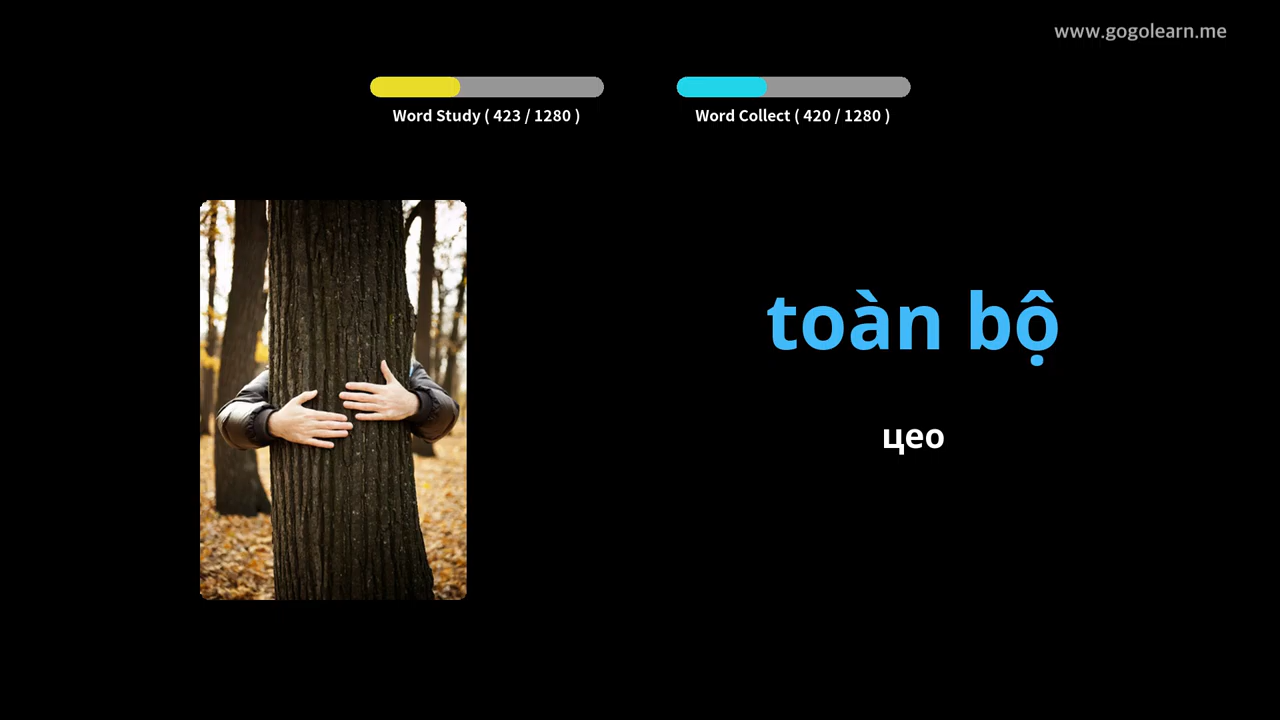 www.gogolearn.me
Word Study ( 423 / 1280 )
Word Collect ( 420 / 1280 )
toàn bộ
цео